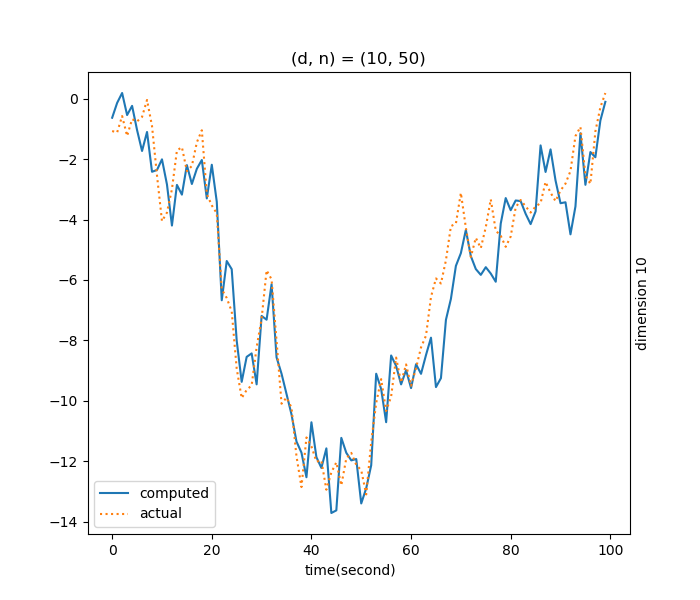 (d, n) = (10, 50)
0
−2
−4
−6
−8
−10
−12
−14
dimension 10
computed
actual
0 20 40 60 80 100
time(second)